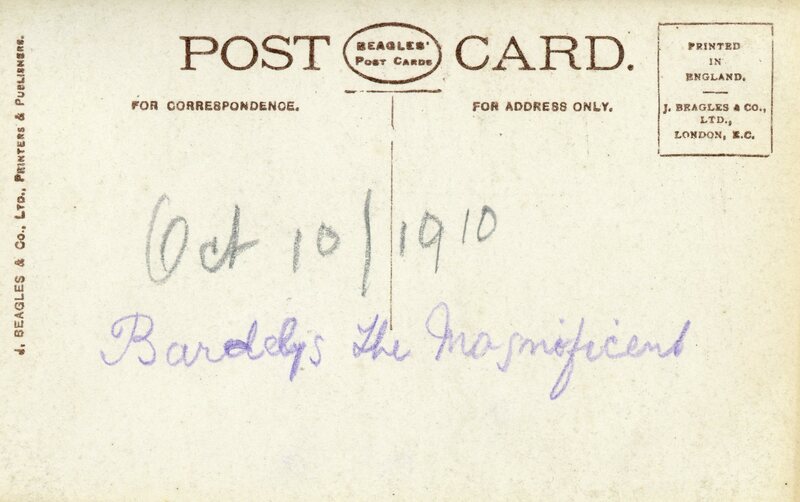 POST CARD.
BEAGLES'
POST CARDS
FOR CORRESPONDENCE.
FOR ADDRESS ONLY.
PRINTED
IN
ENGLAND.
J. BEAGLES & CO.,
LTD.,
LONDON, E.C.
J. BEAGLES & CO., LTD., PRINTERS & PUBLISHERS.
Oct 10/1910
Bardelys the Magnificent